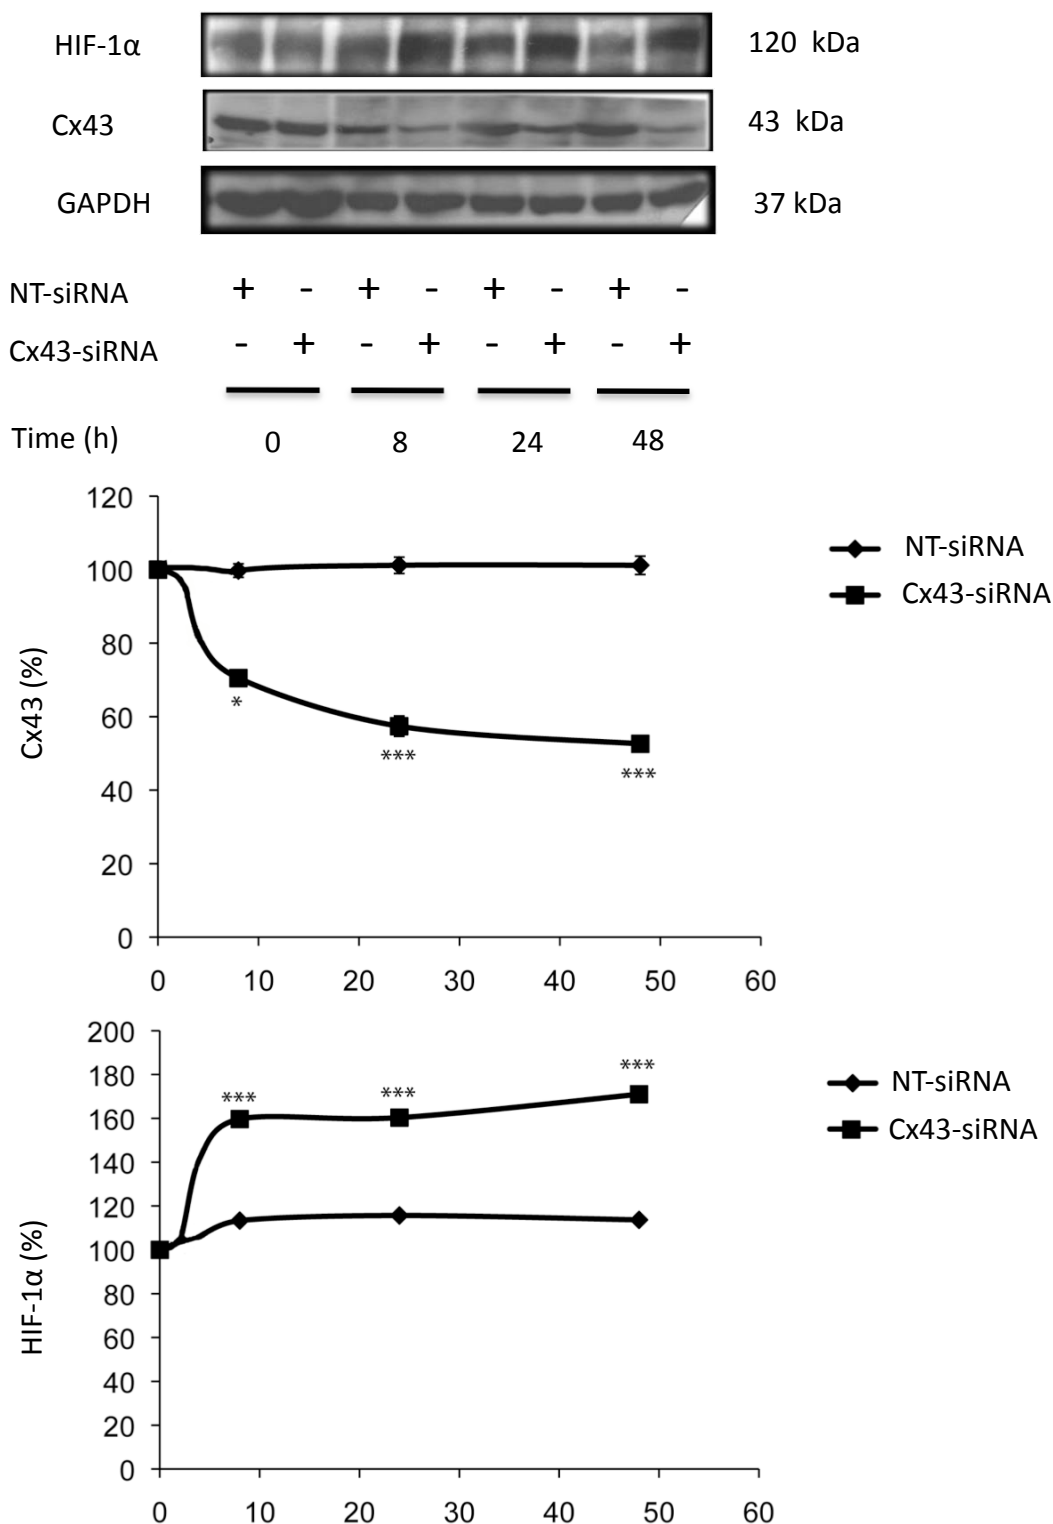 HIF-1α 120 kDa
Cx43 43 kDa
GAPDH 37 kDa
NT-siRNA + - + - + - + -
Cx43-siRNA - + - + - + - +
Time (h) 0 8 24 48
120
100
80
60
40
20
0
Cx43 (%)
* *** ***
0 10 20 30 40 50 60
NT-siRNA
Cx43-siRNA
200
180
160
140
120
100
80
60
40
20
0
HIF-1α (%)
*** *** ***
0 10 20 30 40 50 60
NT-siRNA
Cx43-siRNA